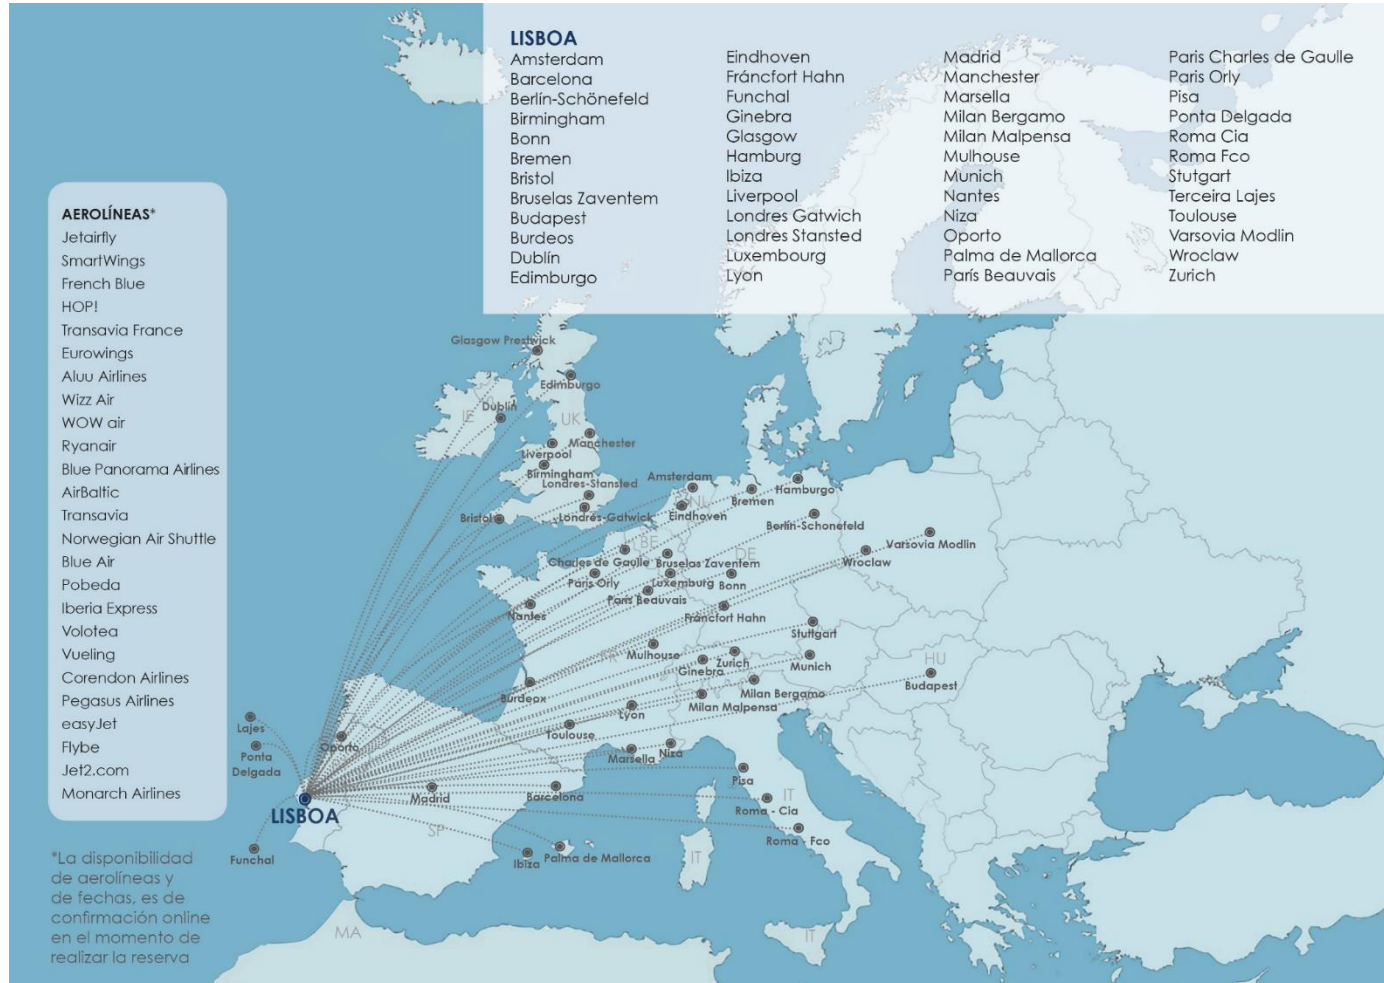 LISBOA
Amsterdam
Barcelona
Berlín-Schönefeld
Birmingham
Bonn
Bremen
Bristol
Bruselas Zaventem
Budapest
Burdeos
Dublín
Edimburgo
Eindhoven
Fráncfort Hahn
Funchal
Ginebra
Glasgow
Hamburg
Ibiza
Liverpool
Londres Gatwich
Londres Stansted
Luxembourg
Lyón
Madrid
Manchester
Marsella
Milan Bergamo
Milan Malpensa
Mulhouse
Munich
Nantes
Niza
Oporto
Palma de Mallorca
París Beauvais
Paris Charles de Gaulle
Paris Orly
Pisa
Ponta Delgada
Roma Cia
Roma Fco
Stutgart
Terceira Lajes
Toulouse
Varsovia Modlin
Wroclaw
Zurich
AEROLÍNEAS*
Jetairfly
SmartWings
French Blue
HOP!
Transavia France
Eurowings
Aluu Airlines
Wizz Air
WOW air
Ryanair
Blue Panorama Airlines
AirBaltic
Transavia
Norwegian Air Shuttle
Blue Air
Pobeda
Iberia Express
Volotea
Vueling
Corendon Airlines
Pegasus Airlines
easyJet
Flybe
Jet2.com
Monarch Airlines
*La disponibilidad
de aerolíneas y
de fechas, es de
confirmación online
en el momento de
realizar la reserva
Glasgow Prestwick
Edimburgo
Dublín
IE
UK
Manchester
Liverpool
Birmingham
Londres-Stansted
Bristol
Londres-Gatwick
Amsterdam
NL
Eindhoven
Bremen
Hamburgo
Berlín-Schonefeld
Varsovia Modlin
Wroclaw
BE
DE
Charles de Gaulle
Bruselas Zaventem
Paris Orly
Luxemburg
Bonn
Paris Beauvais
Nantes
Fráncfort Hahn
Stuttgart
Mulhouse
Ginebra
Zurich
Munich
HU
Budapest
Burdeox
Milan Bergamo
Milan Malpensa
Lyon
Toulouse
Marsella
Niza
Lajes
Ponta
Delgada
Oporto
LISBOA
Madrid
Barcelona
Pisa
IT
Roma - Cia
Roma - Fco
SP
Funchal
Ibiza
Palma de Mallorca
IT
MA
IT